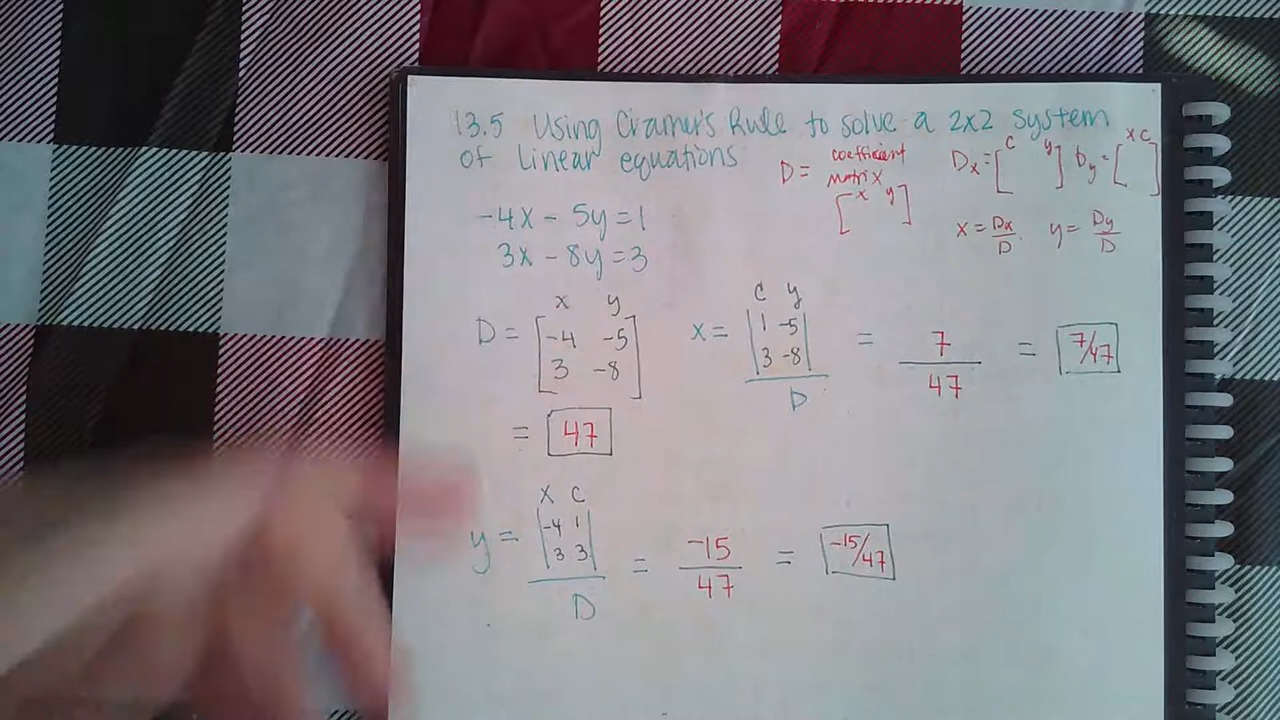 13.5 Using Cramer's Rule to solve a 2x2 system
of linear equations
D = coefficient
matrix
[x y]
Dx = [c y] Dy = [x c]
x = Dx/D y = Dy/D
-4x - 5y = 1
3x - 8y = 3
x y
D = [-4 -5
3 -8]
= 47
c y
x = |1 -5
3 -8| / D = 7/47 = 7/47
x c
y = |-4 1
3 3| / D = -15/47 = -15/47